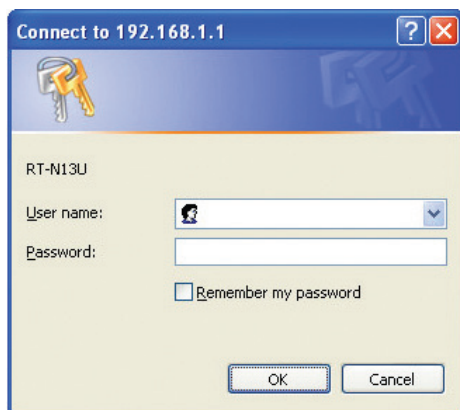 Connect to 192.168.1.1
RT-N13U
User name:
Password:
Remember my password
OK
Cancel